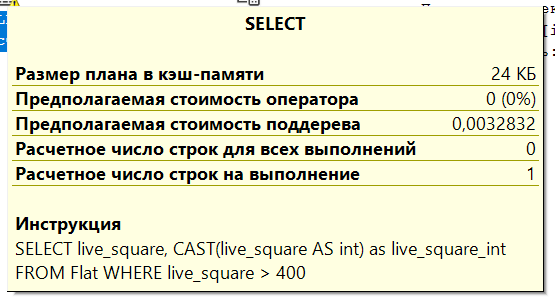 SELECT
Размер плана в кэш-памяти 24 КБ
Предполагаемая стоимость оператора 0 (0%)
Предполагаемая стоимость поддерева 0,0032832
Расчетное число строк для всех выполнений 0
Расчетное число строк на выполнение 1
Инструкция
SELECT live_square, CAST(live_square AS int) as live_square_int
FROM Flat WHERE live_square > 400